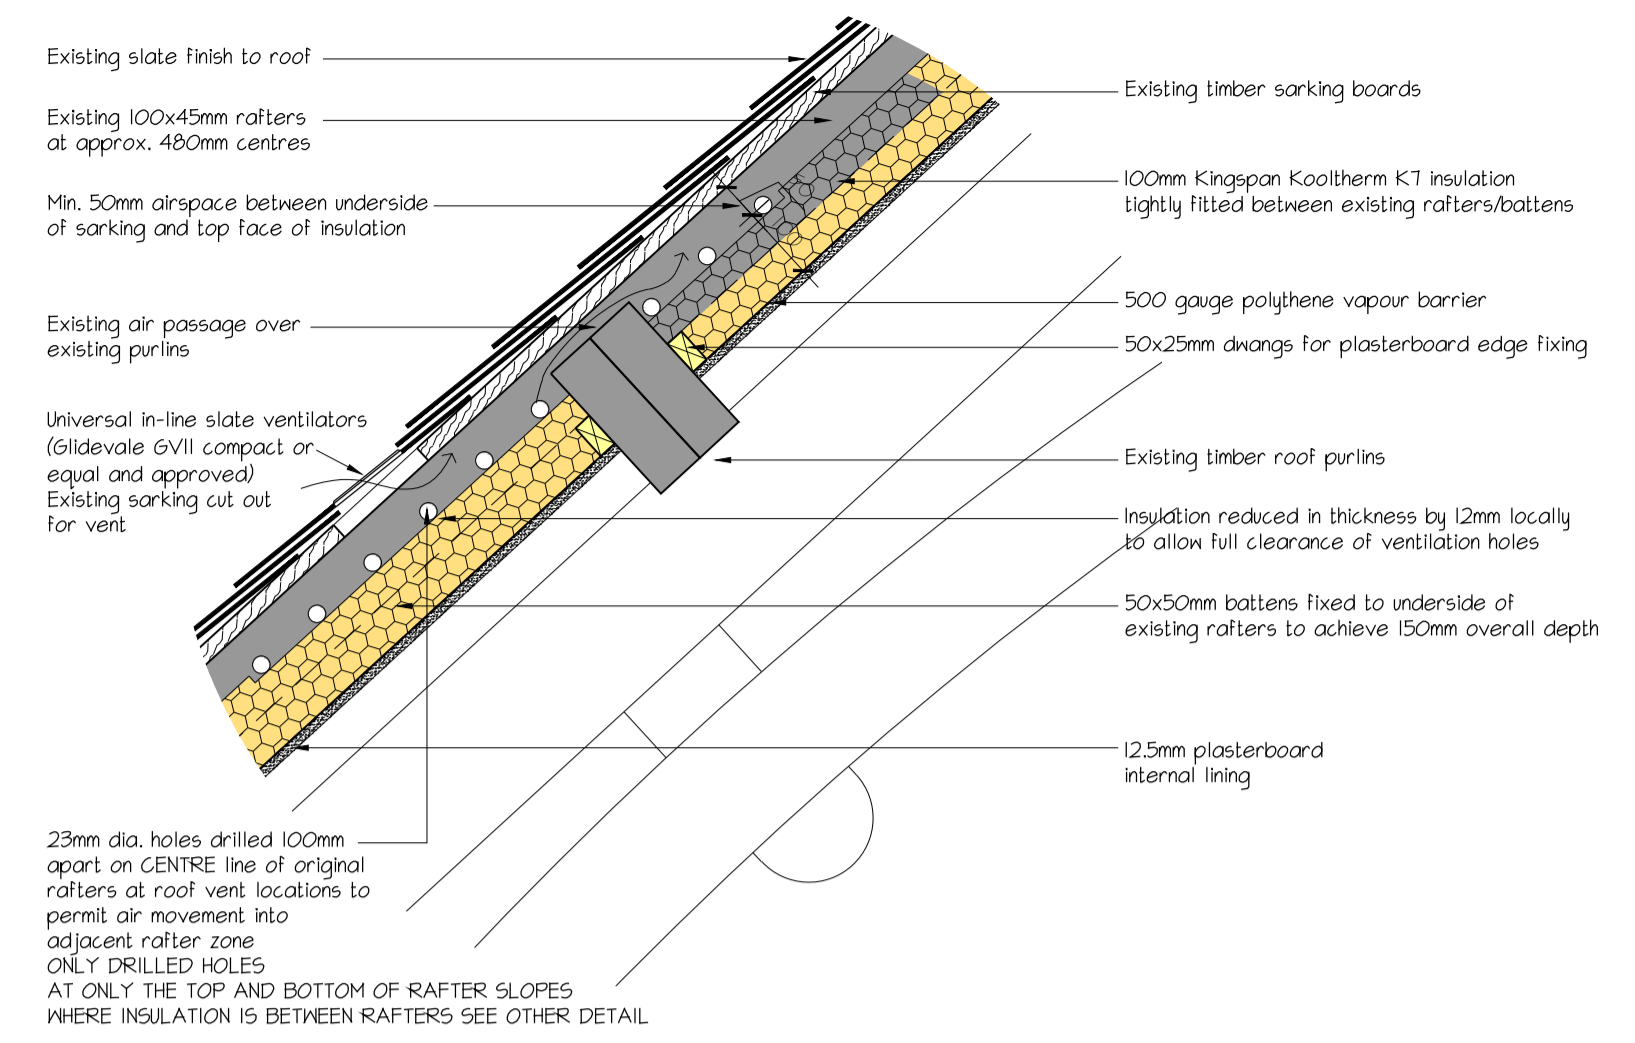 Existing slate finish to roof
Existing 100x45mm rafters
at approx. 480mm centres
Min. 50mm airspace between underside
of sarking and top face of insulation
Existing air passage over
existing purlins
Universal in-line slate ventilators
(Glidevale GV11 compact or
equal and approved)
Existing sarking cut out
for vent
23mm dia. holes drilled 100mm
apart on CENTRE line of original
rafters at roof vent locations to
permit air movement into
adjacent rafter zone
ONLY DRILLED HOLES
AT ONLY THE TOP AND BOTTOM OF RAFTER SLOPES
WHERE INSULATION IS BETWEEN RAFTERS SEE OTHER DETAIL
Existing timber sarking boards
100mm Kingspan Kooltherm K7 insulation
tightly fitted between existing rafters/battens
500 gauge polythene vapour barrier
50x25mm dwangs for plasterboard edge fixing
Existing timber roof purlins
Insulation reduced in thickness by 12mm locally
to allow full clearance of ventilation holes
50x50mm battens fixed to underside of
existing rafters to achieve 150mm overall depth
12.5mm plasterboard
internal lining